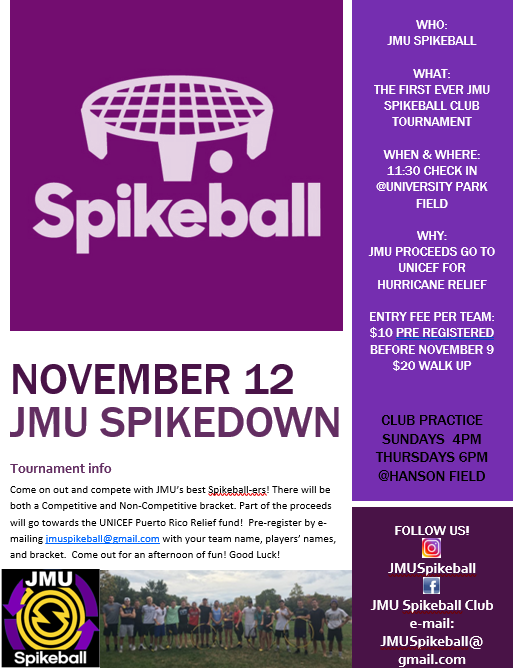 Spikeball
NOVEMBER 12
JMU SPIKEDOWN
Tournament info
Come on out and compete with JMU's best Spikeball-ers! There will be
both a Competitive and Non-Competitive bracket. Part of the proceeds
will go towards the UNICEF Puerto Rico Relief fund! Pre-register by e-
mailing jmuspikeball@gmail.com with your team name, players' names,
and bracket. Come out for an afternoon of fun! Good Luck!
JMU
Spikeball
WHO:
JMU SPIKEBALL
WHAT:
THE FIRST EVER JMU
SPIKEBALL CLUB
TOURNAMENT
WHEN & WHERE:
11:30 CHECK IN
@UNIVERSITY PARK
FIELD
WHY:
JMU PROCEEDS GO TO
UNICEF FOR
HURRICANE RELIEF
ENTRY FEE PER TEAM:
$10 PRE REGISTERED
BEFORE NOVEMBER 9
$20 WALK UP
CLUB PRACTICE
SUNDAYS 4PM
THURSDAYS 6PM
@HANSON FIELD
FOLLOW US!
JMUSpikeball
JMU Spikeball Club
e-mail:
JMUSpikeball@
gmail.com